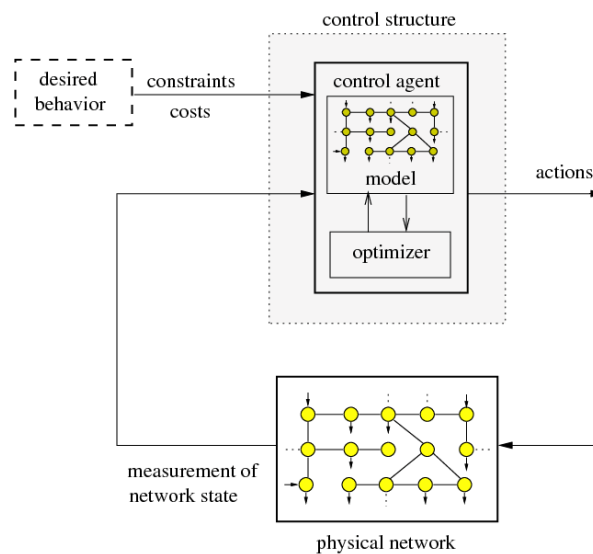 control structure
desired
behavior
constraints
costs
control agent
model
optimizer
actions
measurement of
network state
physical network